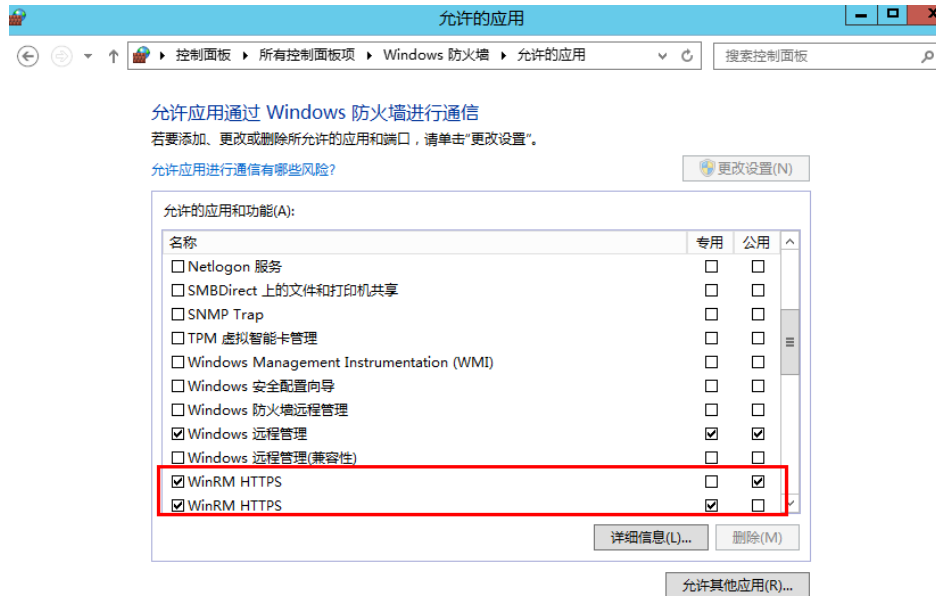 允许的应用
控制面板 所有控制面板项 Windows 防火墙 允许的应用 搜索控制面板
允许应用通过 Windows 防火墙进行通信
若要添加、更改或删除所允许的应用和端口，请单击"更改设置"。
允许应用进行通信有哪些风险? 更改设置(N)
允许的应用和功能(A):
名称 专用 公用
Netlogon 服务
SMBDirect 上的文件和打印机共享
SNMP Trap
TPM 虚拟智能卡管理
Windows Management Instrumentation (WMI)
Windows 安全配置向导
Windows 防火墙远程管理
Windows 远程管理
Windows 远程管理(兼容性)
WinRM HTTPS
WinRM HTTPS
详细信息(L)... 删除(M)
允许其他应用(R)...